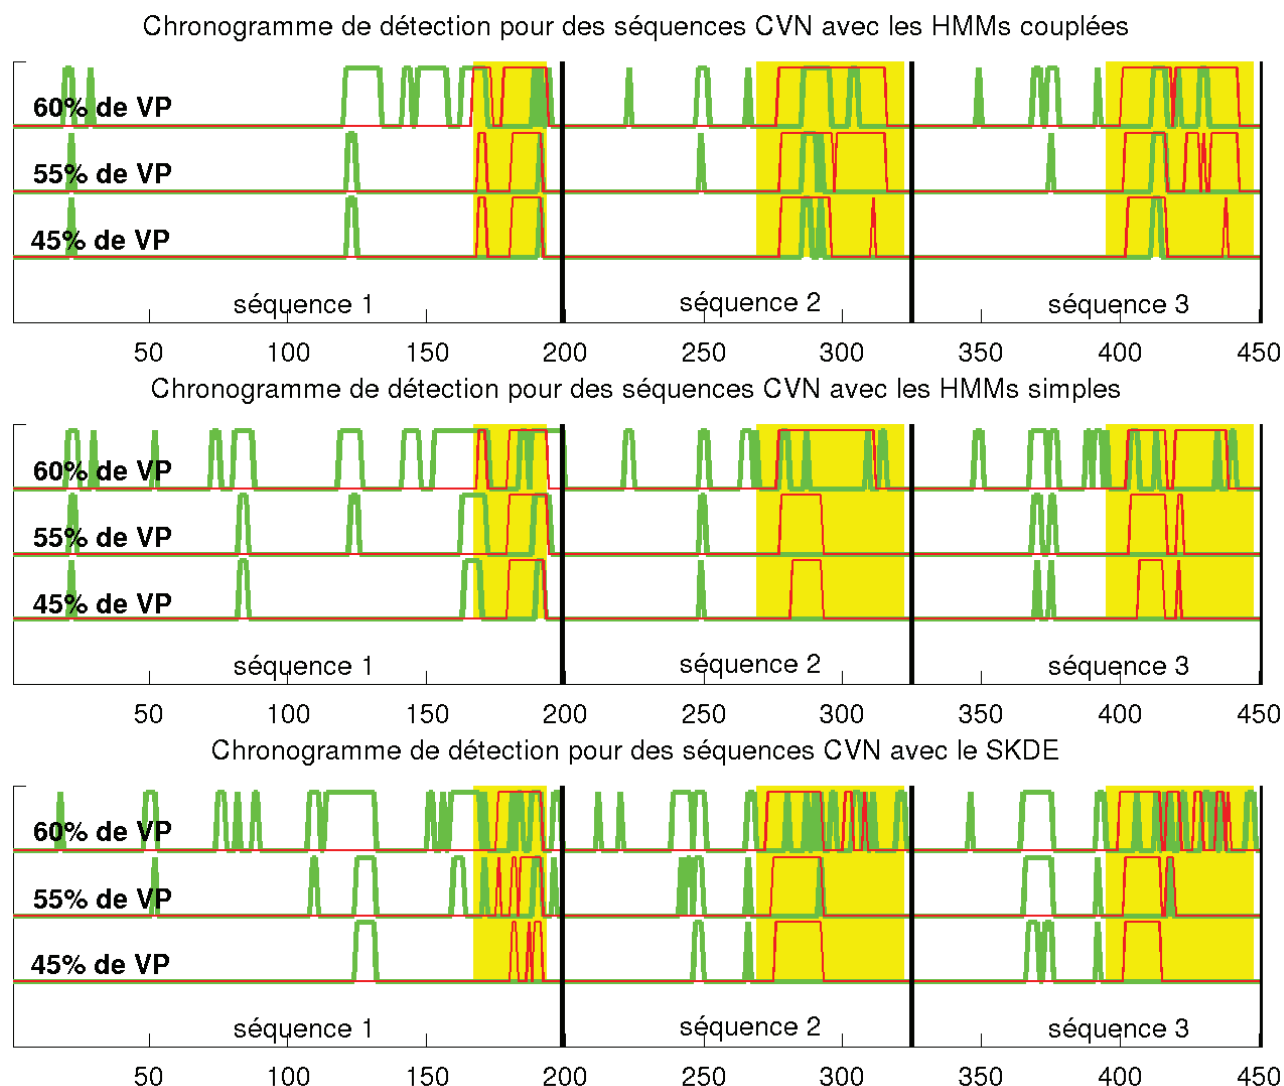 Chronogramme de détection pour des séquences CVN avec les HMMs couplées
60% de VP
55% de VP
45% de VP
séquence 1 séquence 2 séquence 3
50 100 150 200 250 300 350 400 450
Chronogramme de détection pour des séquences CVN avec les HMMs simples
60% de VP
55% de VP
45% de VP
séquence 1 séquence 2 séquence 3
50 100 150 200 250 300 350 400 450
Chronogramme de détection pour des séquences CVN avec le SKDE
60% de VP
55% de VP
45% de VP
séquence 1 séquence 2 séquence 3
50 100 150 200 250 300 350 400 450